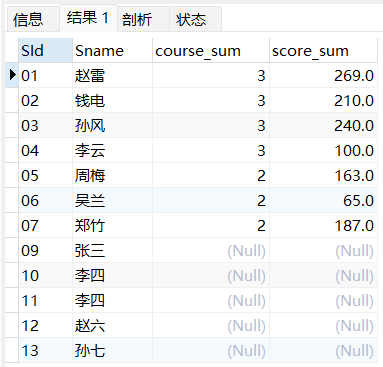 信息 结果 1 剖析 状态
SId Sname course_sum score_sum
01 赵雷 3 269.0
02 钱电 3 210.0
03 孙风 3 240.0
04 李云 3 100.0
05 周梅 2 163.0
06 吴兰 2 65.0
07 郑竹 2 187.0
09 张三 (Null) (Null)
10 李四 (Null) (Null)
11 李四 (Null) (Null)
12 赵六 (Null) (Null)
13 孙七 (Null) (Null)